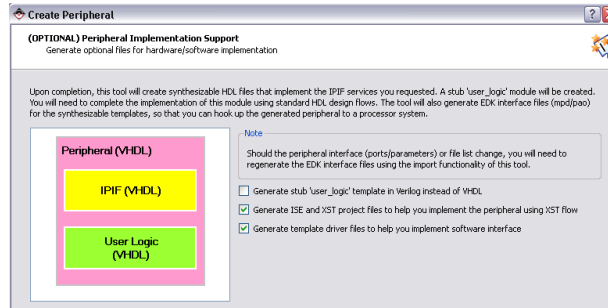 Create Peripheral
(OPTIONAL) Peripheral Implementation Support
Generate optional files for hardware/software implementation
Upon completion, this tool will create synthesizable HDL files that implement the IPIF services you requested. A stub 'user_logic' module will be created.
You will need to complete the implementation of this module using standard HDL design flows. The tool will also generate EDK interface files (mpd/pao)
for the synthesizable templates, so that you can hook up the generated peripheral to a processor system.
Peripheral (VHDL)
IPIF (VHDL)
User Logic
(VHDL)
Note
Should the peripheral interface (ports/parameters) or file list change, you will need to
regenerate the EDK interface files using the import functionality of this tool.
Generate stub 'user_logic' template in Verilog instead of VHDL
Generate ISE and XST project files to help you implement the peripheral using XST flow
Generate template driver files to help you implement software interface